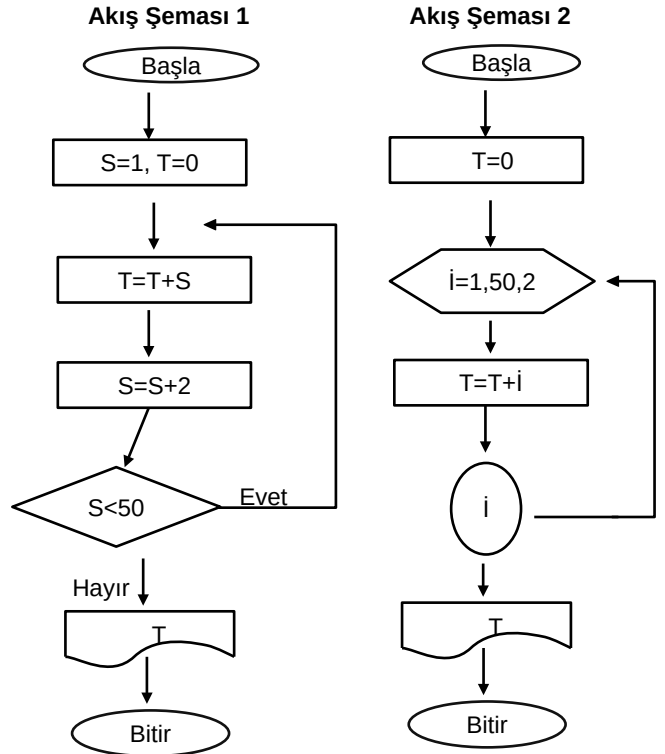 Akış Şeması 1
Başla
S=1, T=0
T=T+S
S=S+2
S<50
Evet
Hayır
T
Bitir
Akış Şeması 2
Başla
T=0
İ=1,50,2
T=T+İ
İ
T
Bitir